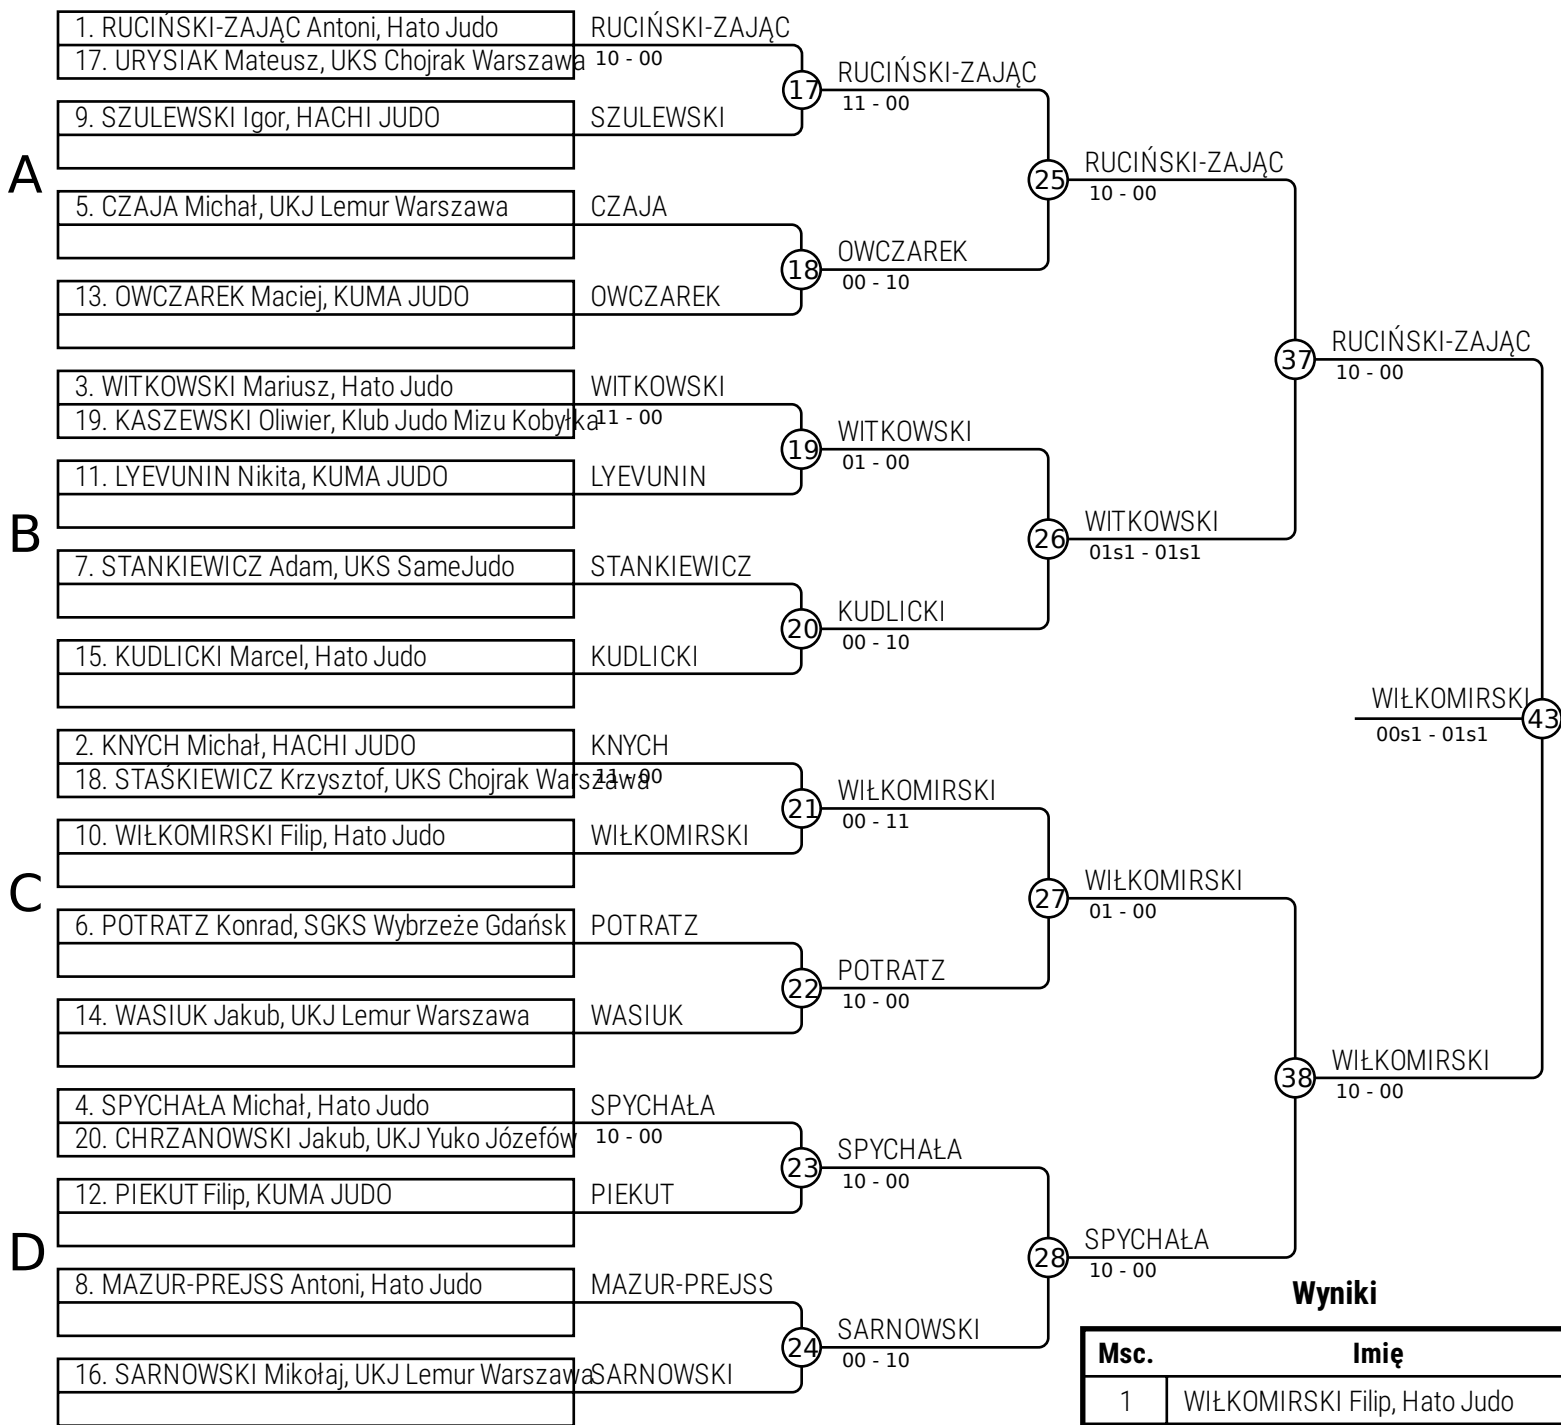 1. RUCIŃSKI-ZAJĄC Antoni, Hato Judo
17. URYSIAK Mateusz, UKS Chojrak Warszawa
RUCIŃSKI-ZAJĄC
10 - 00
9. SZULEWSKI Igor, HACHI JUDO
SZULEWSKI
17
RUCIŃSKI-ZAJĄC
11 - 00
A
5. CZAJA Michał, UKJ Lemur Warszawa
CZAJA
13. OWCZAREK Maciej, KUMA JUDO
OWCZAREK
18
OWCZAREK
00 - 10
25
RUCIŃSKI-ZAJĄC
10 - 00
3. WITKOWSKI Mariusz, Hato Judo
19. KASZEWSKI Oliwier, Klub Judo Mizu Kobyłka
WITKOWSKI
11 - 00
11. LYEVUNIN Nikita, KUMA JUDO
LYEVUNIN
19
WITKOWSKI
01 - 00
B
7. STANKIEWICZ Adam, UKS SameJudo
STANKIEWICZ
15. KUDLICKI Marcel, Hato Judo
KUDLICKI
20
KUDLICKI
00 - 10
26
WITKOWSKI
01s1 - 01s1
37
RUCIŃSKI-ZAJĄC
10 - 00
2. KNYCH Michał, HACHI JUDO
18. STAŚKIEWICZ Krzysztof, UKS Chojrak Warszawa
KNYCH
11 - 00
10. WIŁKOMIRSKI Filip, Hato Judo
WIŁKOMIRSKI
21
WIŁKOMIRSKI
00 - 11
C
6. POTRATZ Konrad, SGKS Wybrzeże Gdańsk
POTRATZ
14. WASIUK Jakub, UKJ Lemur Warszawa
WASIUK
22
POTRATZ
10 - 00
27
WIŁKOMIRSKI
01 - 00
4. SPYCHAŁA Michał, Hato Judo
20. CHRZANOWSKI Jakub, UKJ Yuko Józefów
SPYCHAŁA
10 - 00
12. PIEKUT Filip, KUMA JUDO
PIEKUT
23
SPYCHAŁA
10 - 00
D
8. MAZUR-PREJSS Antoni, Hato Judo
MAZUR-PREJSS
16. SARNOWSKI Mikołaj, UKJ Lemur Warszawa
SARNOWSKI
24
SARNOWSKI
00 - 10
28
SPYCHAŁA
10 - 00
38
WIŁKOMIRSKI
10 - 00
WIŁKOMIRSKI
00s1 - 01s1
43
Wyniki
Msc. Imię
1 WIŁKOMIRSKI Filip, Hato Judo